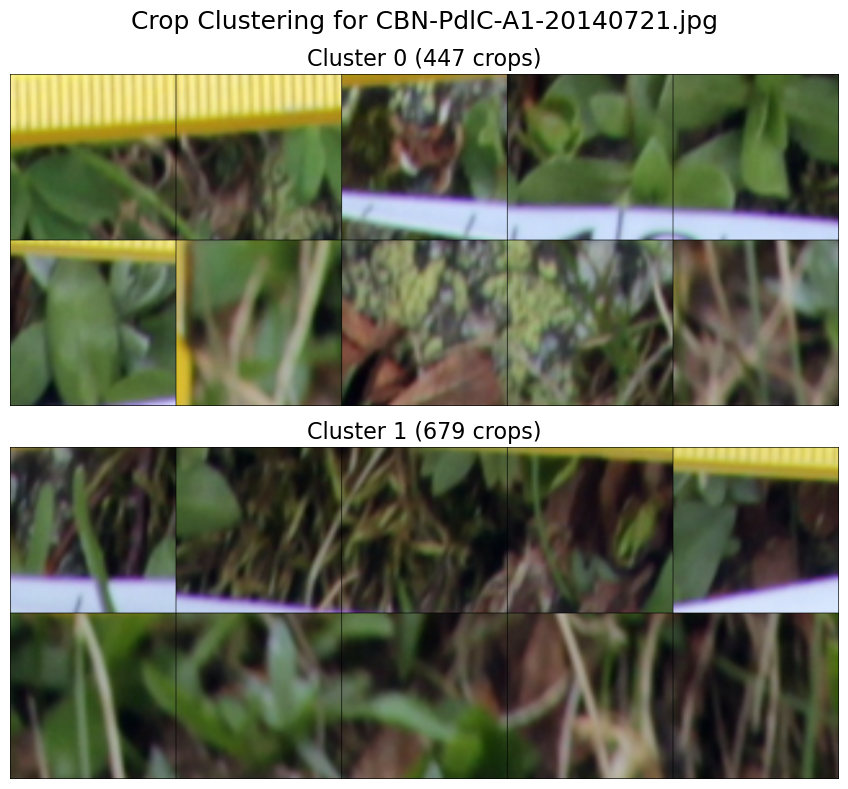 Crop Clustering for CBN-PdlC-A1-20140721.jpg
Cluster 0 (447 crops)
Cluster 1 (679 crops)